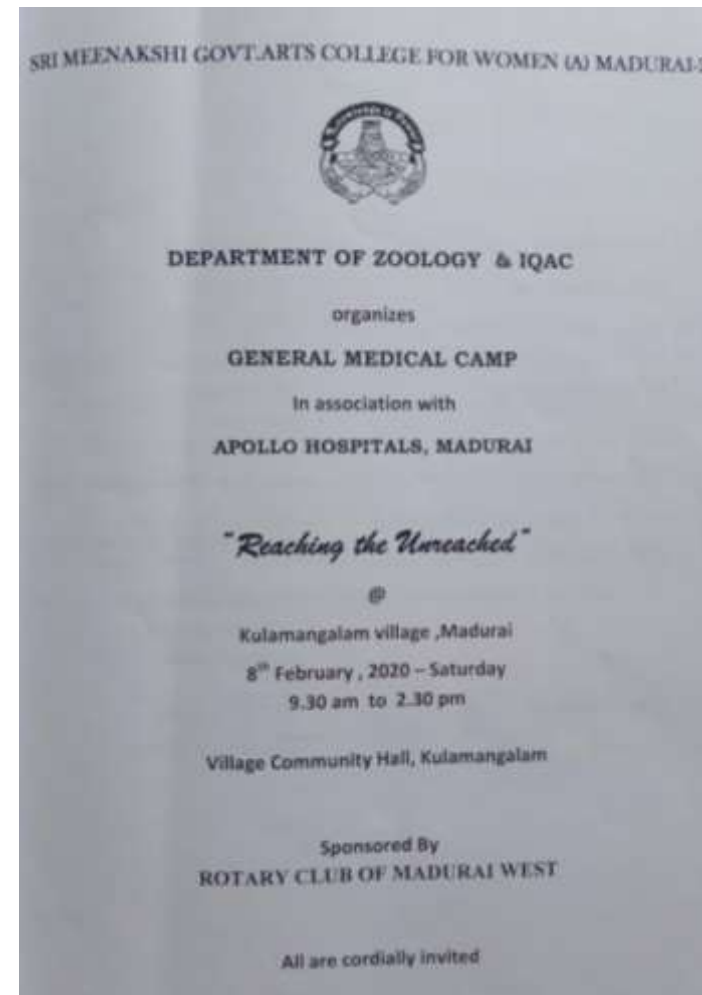 SRI MEENAKSHI GOVT.ARTS COLLEGE FOR WOMEN (A) MADURAI-
DEPARTMENT OF ZOOLOGY & IQAC
organizes
GENERAL MEDICAL CAMP
In association with
APOLLO HOSPITALS, MADURAI
"Reaching the Unreached"
@
Kulamangalam village ,Madurai
8th February , 2020 – Saturday
9.30 am to 2.30 pm
Village Community Hall, Kulamangalam
Sponsored By
ROTARY CLUB OF MADURAI WEST
All are cordially invited